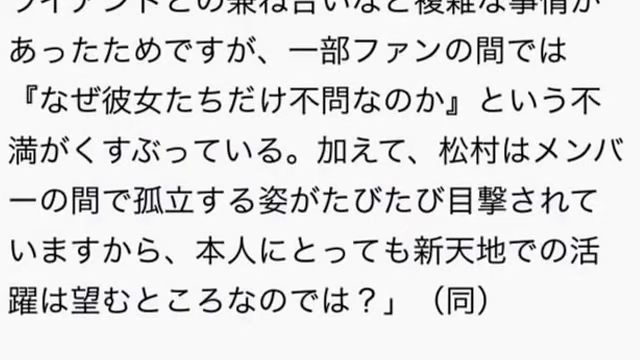 ライアントとの兼ね合いなど複雑な事情が
あったためですが、一部ファンの間では
『なぜ彼女たちだけ不問なのか』という不
満がくすぶっている。加えて、松村はメンバ
ーの間で孤立する姿がたびたび目撃されて
いますから、本人にとっても新天地での活
躍は望むところなのでは？」（同）